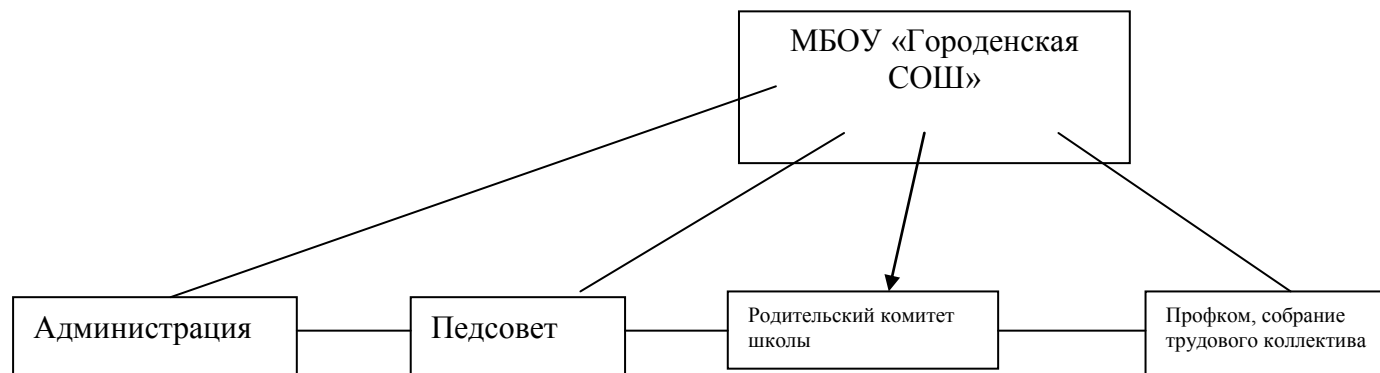 МБОУ «Городенская
СОШ»
Администрация
Педсовет
Родительский комитет
школы
Профком, собрание
трудового коллектива